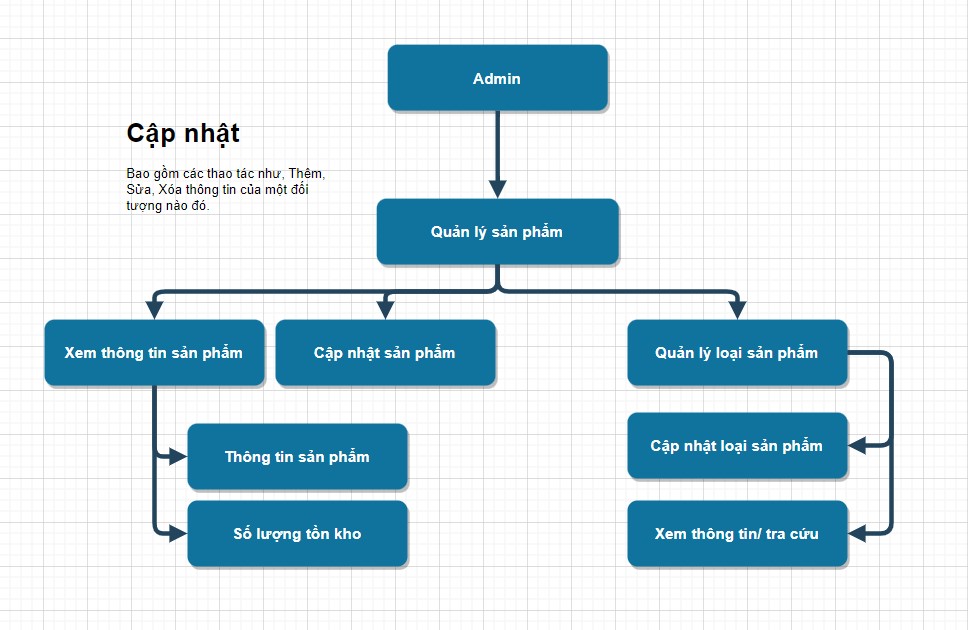 Admin
Cập nhật
Bao gồm các thao tác như, Thêm,
Sửa, Xóa thông tin của một đối
tượng nào đó.
Quản lý sản phẩm
Xem thông tin sản phẩm
Cập nhật sản phẩm
Quản lý loại sản phẩm
Thông tin sản phẩm
Cập nhật loại sản phẩm
Số lượng tồn kho
Xem thông tin/ tra cứu